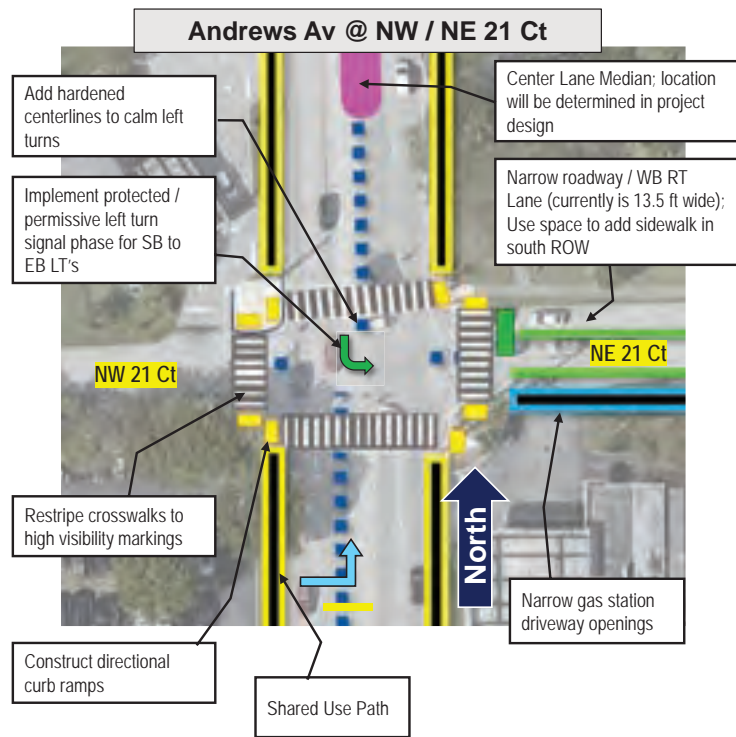 Andrews Av @ NW / NE 21 Ct
Add hardened
centerlines to calm left
turns
Center Lane Median; location
will be determined in project
design
Implement protected /
permissive left turn
signal phase for SB to
EB LT's
Narrow roadway / WB RT
Lane (currently is 13.5 ft wide);
Use space to add sidewalk in
south ROW
NW 21 Ct
NE 21 Ct
Restripe crosswalks to
high visibility markings
North
Narrow gas station
driveway openings
Construct directional
curb ramps
Shared Use Path